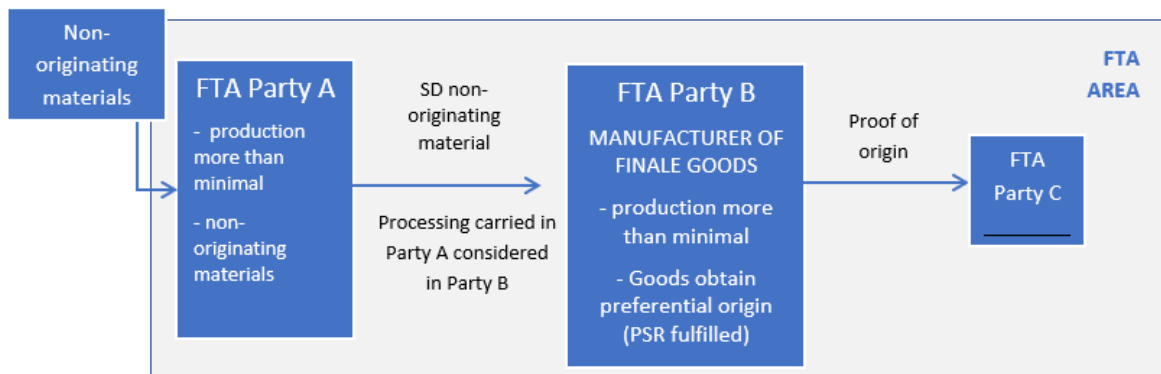 Non-
originating
materials
FTA Party A
- production
more than
minimal
- non-
originating
materials
SD non-
originating
material
Processing carried in
Party A considered
in Party B
FTA Party B
MANUFACTURER OF
FINALE GOODS
- production more
than minimal
- Goods obtain
preferential origin
(PSR fulfilled)
Proof of
origin
FTA
AREA
FTA
Party C